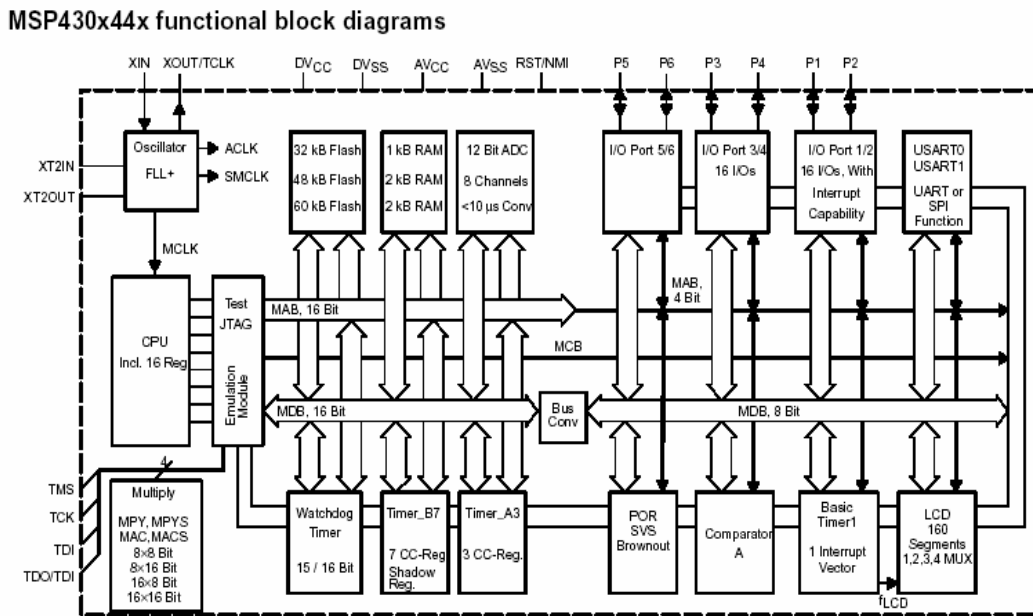 MSP430x44x functional block diagrams
XIN
XOUT/TCLK
DVCC
DVSS
AVCC
AVSS
RST/NMI
P5
P6
P3
P4
P1
P2
XT2IN
XT2OUT
Oscillator
FLL+
ACLK
SMCLK
MCLK
32 kB Flash
48 kB Flash
60 kB Flash
1 kB RAM
2 kB RAM
2 kB RAM
12 Bit ADC
8 Channels
<10 µs Conv
I/O Port 5/6
I/O Port 3/4
16 I/Os
I/O Port 1/2
16 I/Os, With
Interrupt
Capability
USART0
USART1
UART or
SPI
Function
CPU
Incl. 16 Reg
Test
JTAG
Emulation
Module
MAB, 16 Bit
MAB,
4 Bit
MCB
MDB, 16 Bit
Bus
Conv
MDB, 8 Bit
4
TMS
TCK
TDI
TDO/TDI
Multiply
MPY, MPYS
MAC, MACS
8×8 Bit
8×16 Bit
16×8 Bit
16×16 Bit
Watchdog
Timer
15 / 16 Bit
Timer_B7
7 CC-Reg
Shadow
Reg.
Timer_A3
3 CC-Reg.
POR
SVS
Brownout
Comparator
A
Basic
Timer1
1 Interrupt
Vector
fLCD
LCD
160
Segments
1,2,3,4 MUX